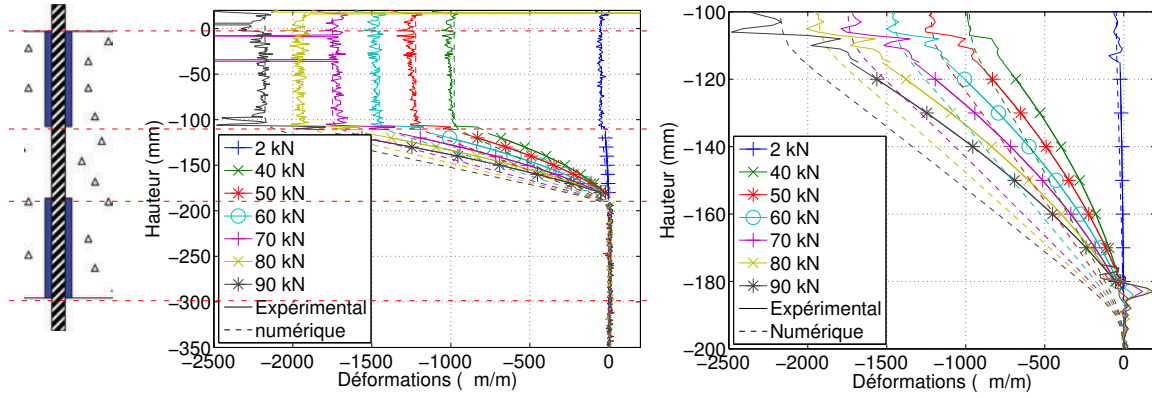 0
−50
−100
−150
−200
−250
−300
−350
Hauteur (mm)
2 kN
40 kN
50 kN
60 kN
70 kN
80 kN
90 kN
Expérimental
numérique
−2500
−2000
−1500
−1000
−500
0
Déformations ( m/m)
−100
−120
−140
−160
−180
−200
Hauteur (mm)
2 kN
40 kN
50 kN
60 kN
70 kN
80 kN
90 kN
Expérimental
Numérique
−2500
−2000
−1500
−1000
−500
0
Déformations ( m/m)